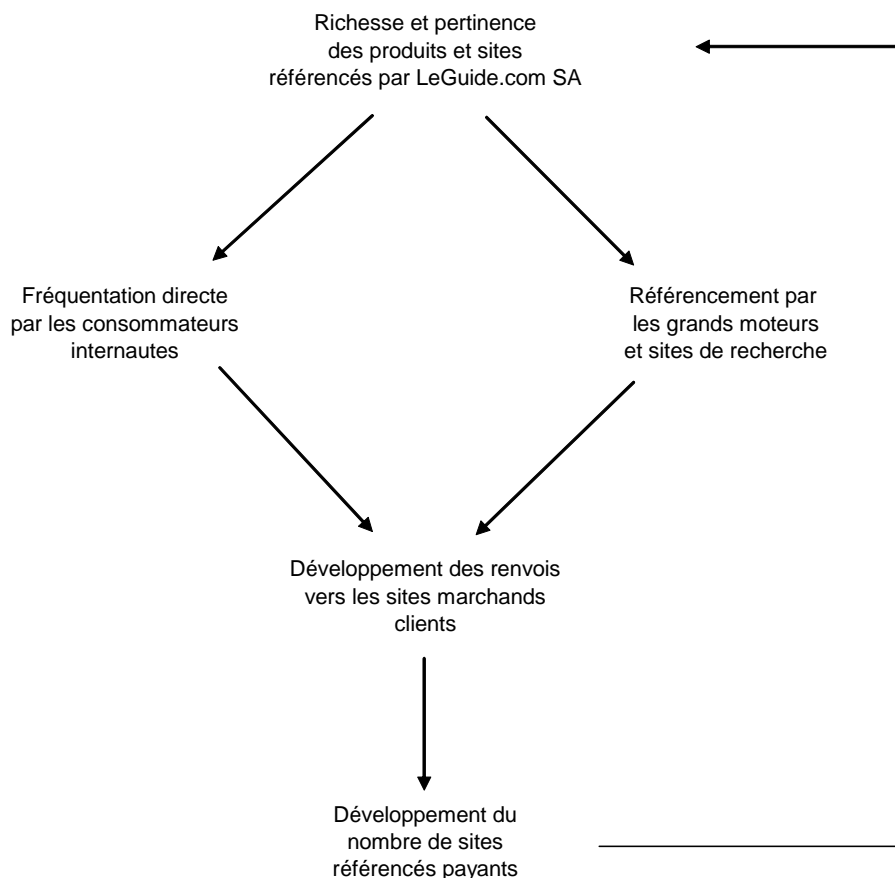 Richesse et pertinence
des produits et sites
référencés par LeGuide.com SA
Fréquentation directe
par les consommateurs
internautes
Référencement par
les grands moteurs
et sites de recherche
Développement des renvois
vers les sites marchands
clients
Développement du
nombre de sites
référencés payants